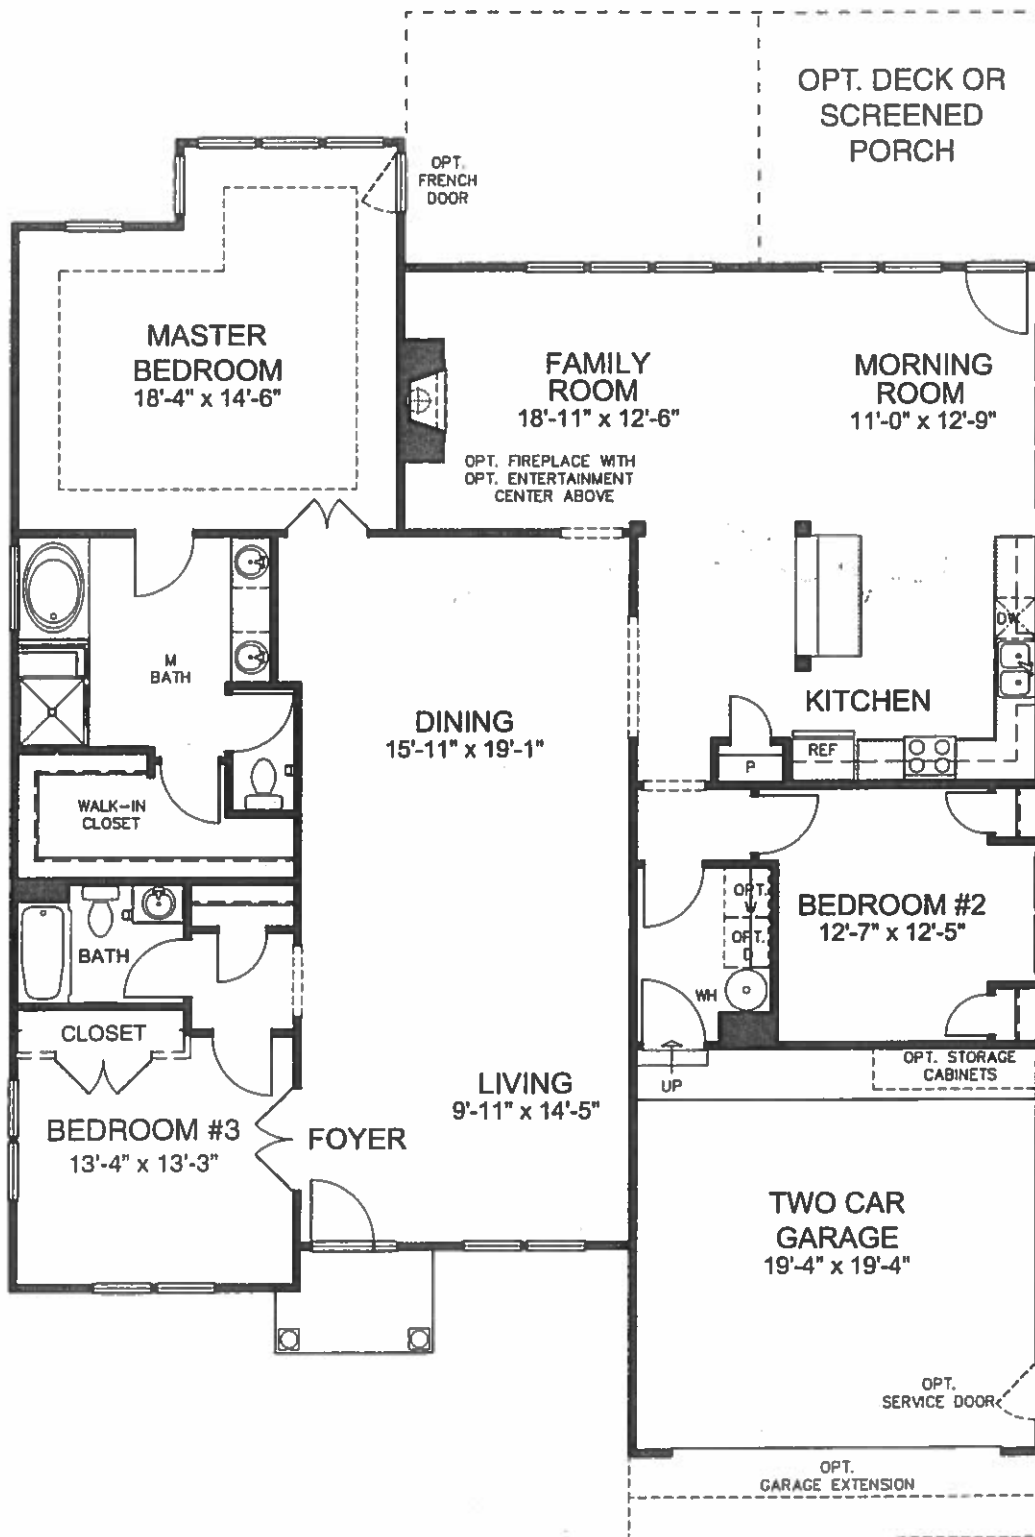 OPT. DECK OR
SCREENED
PORCH
OPT.
FRENCH
DOOR
MASTER
BEDROOM
18'-4" x 14'-6"
FAMILY
ROOM
18'-11" x 12'-6"
OPT. FIREPLACE WITH
OPT. ENTERTAINMENT
CENTER ABOVE
MORNING
ROOM
11'-0" x 12'-9"
M
BATH
DW
KITCHEN
REF
P
DINING
15'-11" x 19'-1"
WALK-IN
CLOSET
BATH
OPT.
OPT.
D
WH
BEDROOM #2
12'-7" x 12'-5"
CLOSET
UP
OPT. STORAGE
CABINETS
LIVING
9'-11" x 14'-5"
BEDROOM #3
13'-4" x 13'-3"
FOYER
TWO CAR
GARAGE
19'-4" x 19'-4"
OPT.
SERVICE DOOR
OPT.
GARAGE EXTENSION